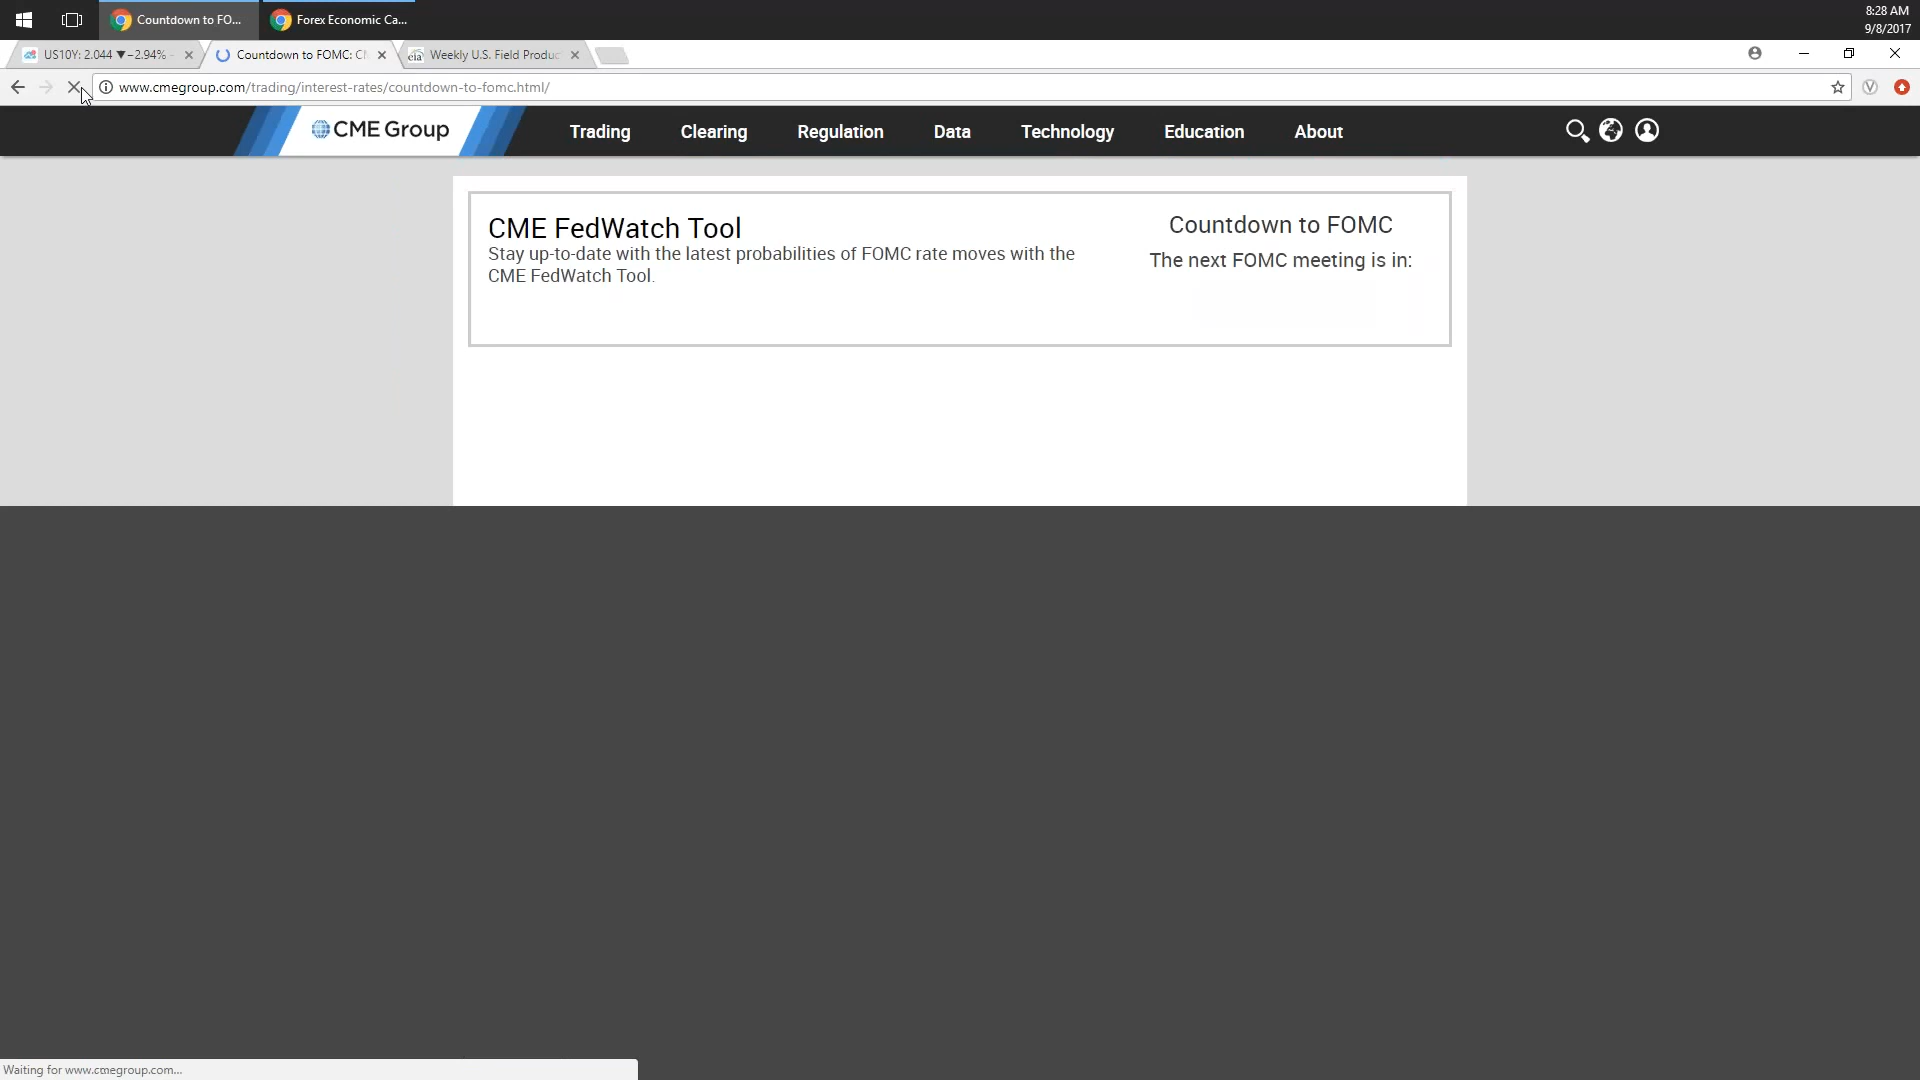 Countdown to FO...
Forex Economic Ca...
8:28 AM
9/8/2017
US10Y: 2.044 ▼-2.94% -
Countdown to FOMC: C
eia Weekly U.S. Field Produc
www.cmegroup.com/trading/interest-rates/countdown-to-fomc.html/
CME Group
Trading
Clearing
Regulation
Data
Technology
Education
About
CME FedWatch Tool
Stay up-to-date with the latest probabilities of FOMC rate moves with the
CME FedWatch Tool.
Countdown to FOMC
The next FOMC meeting is in:
Waiting for www.cmegroup.com...